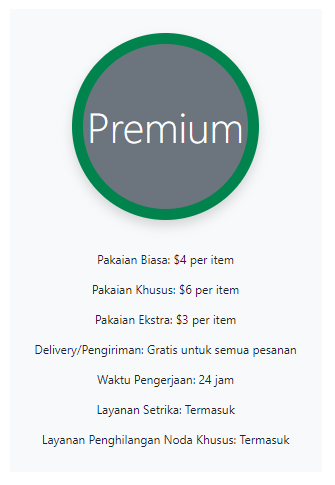 Premium
Pakaian Biasa: $4 per item
Pakaian Khusus: $6 per item
Pakaian Ekstra: $3 per item
Delivery/Pengiriman: Gratis untuk semua pesanan
Waktu Pengerjaan: 24 jam
Layanan Setrika: Termasuk
Layanan Penghilangan Noda Khusus: Termasuk